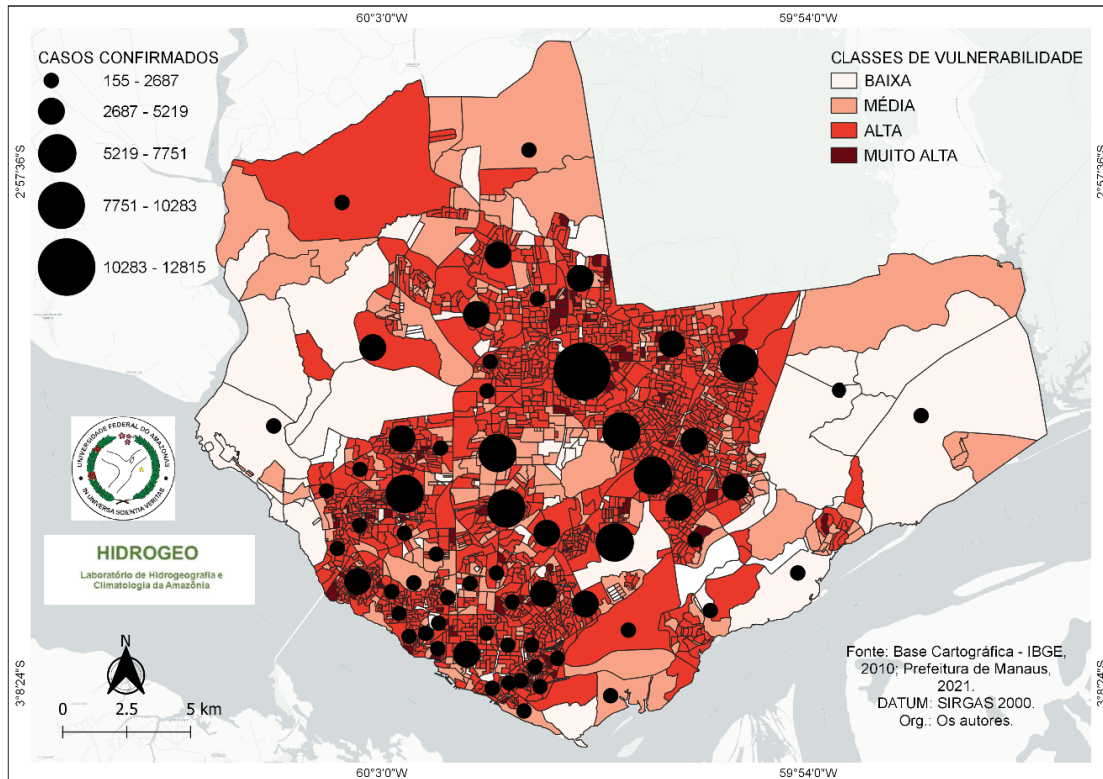 60°3'0"W
59°54'0"W
CASOS CONFIRMADOS
155 - 2687
2687 - 5219
5219 - 7751
7751 - 10283
10283 - 12815
CLASSES DE VULNERABILIDADE
BAIXA
MÉDIA
ALTA
MUITO ALTA
2°57'36"S
2°57'36"S
UNIVERSIDADE FEDERAL DO AMAZONAS
IN UNIVERSA SCIENTIA VERITAS
HIDROGEO
Laboratório de Hidrogeografia e
Climatologia da Amazônia
N
0
2.5
5 km
3°8'24"S
3°8'24"S
Fonte: Base Cartográfica - IBGE,
2010; Prefeitura de Manaus,
2021.
DATUM: SIRGAS 2000.
Org.: Os autores.
60°3'0"W
59°54'0"W